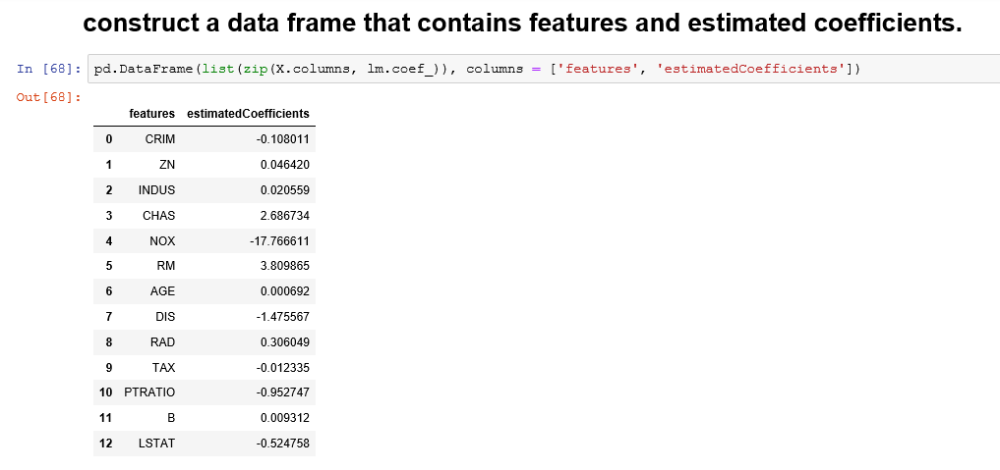 construct a data frame that contains features and estimated coefficients.
In [68]: pd.DataFrame(list(zip(X.columns, lm.coef_)), columns = ['features', 'estimatedCoefficients'])
Out[68]:
features estimatedCoefficients
0 CRIM -0.108011
1 ZN 0.046420
2 INDUS 0.020559
3 CHAS 2.686734
4 NOX -17.766611
5 RM 3.809865
6 AGE 0.000692
7 DIS -1.475567
8 RAD 0.306049
9 TAX -0.012335
10 PTRATIO -0.952747
11 B 0.009312
12 LSTAT -0.524758